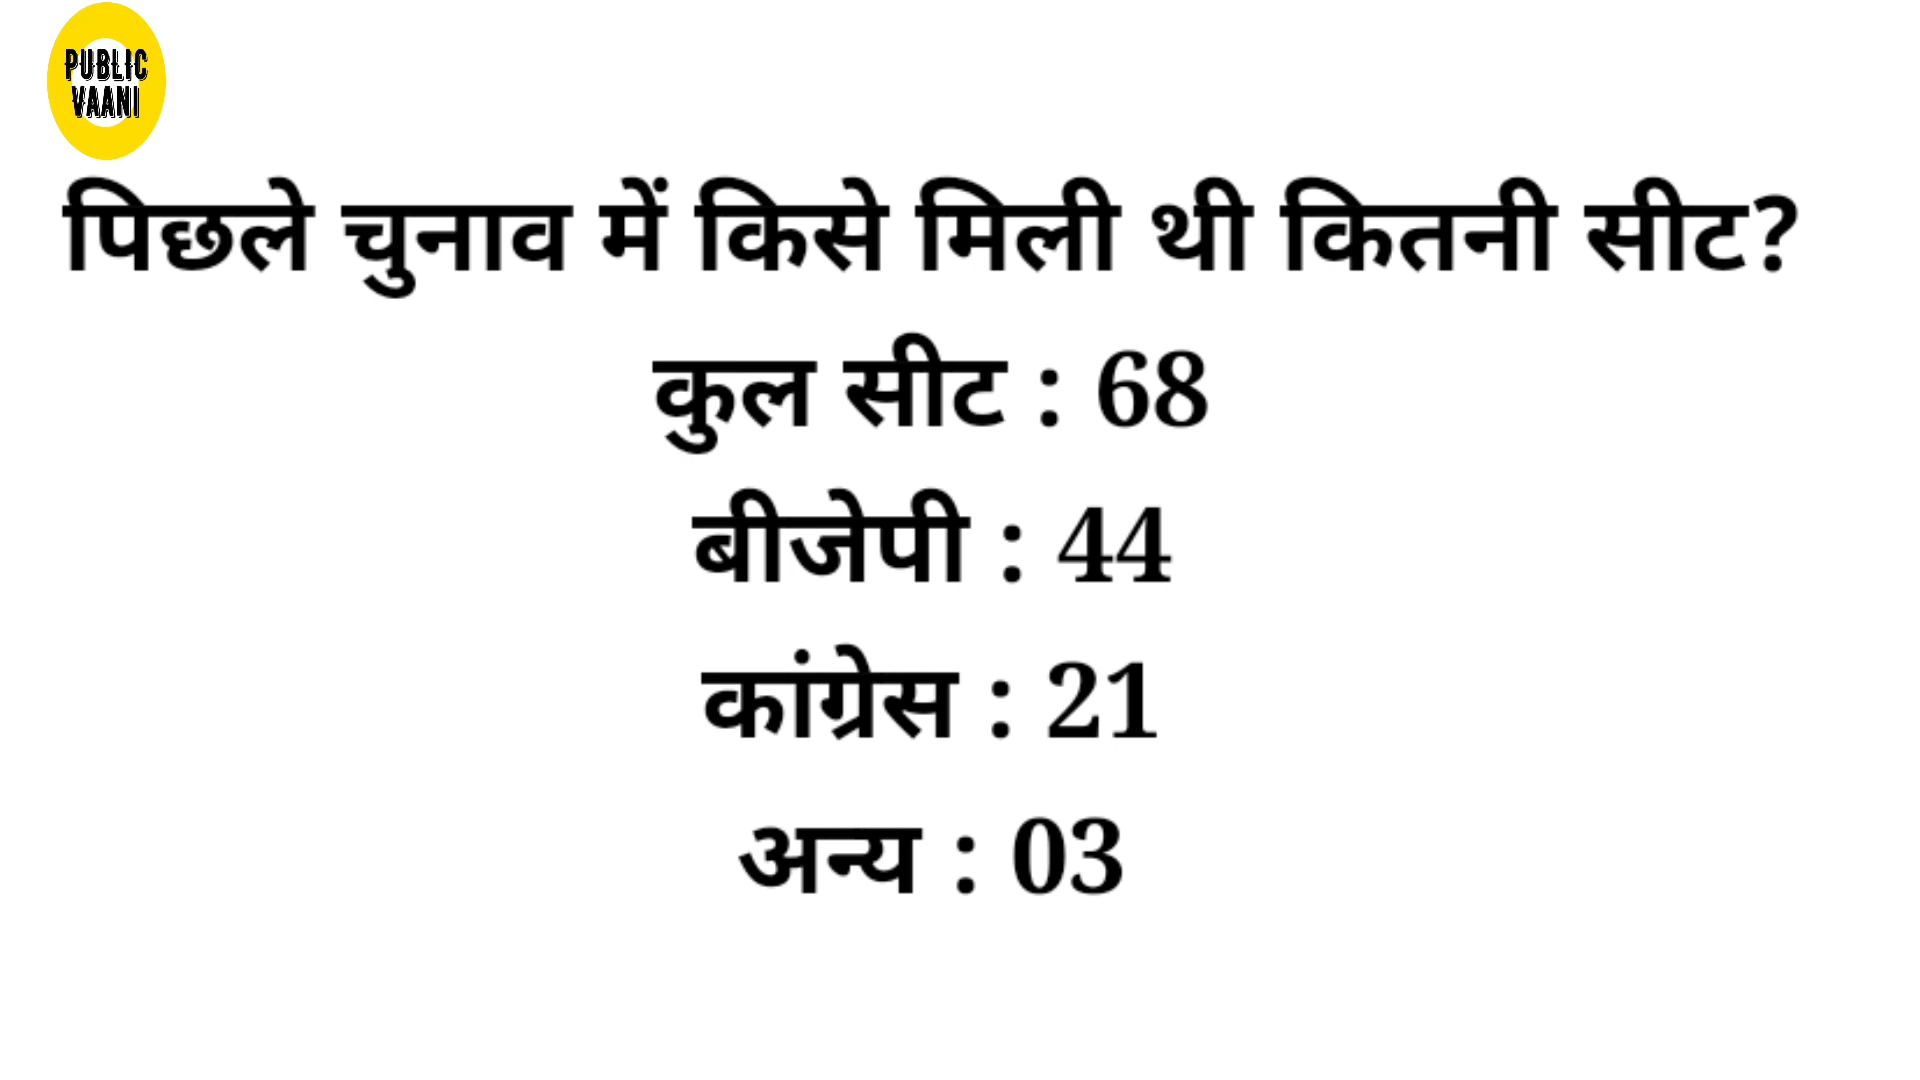 PUBLIC
VAANI
पिछले चुनाव में किसे मिली थी कितनी सीट?
कुल सीट : 68
बीजेपी : 44
कांग्रेस : 21
अन्य : 03